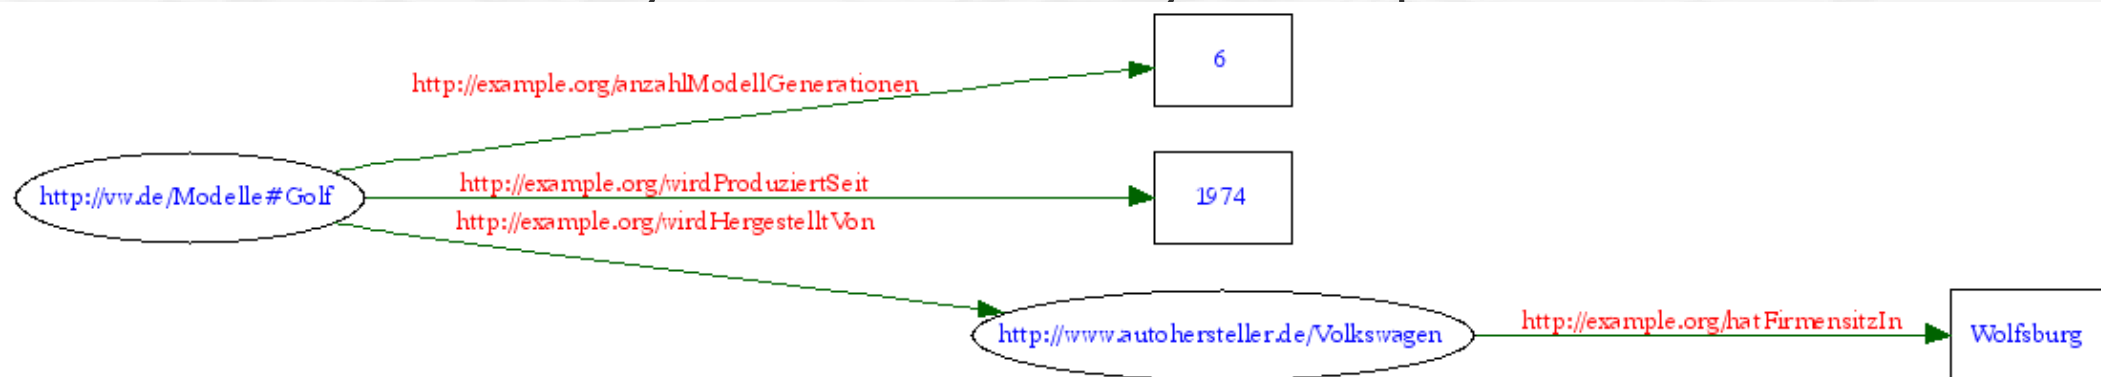 6
http://example.org/anzahlModellGenerationen
http://vw.de/Modelle#Golf
http://example.org/wirdProduziertSeit
1974
http://example.org/wirdHergestelltVon
http://www.autohersteller.de/Volkswagen
http://example.org/hatFirmensitzIn
Wolfsburg